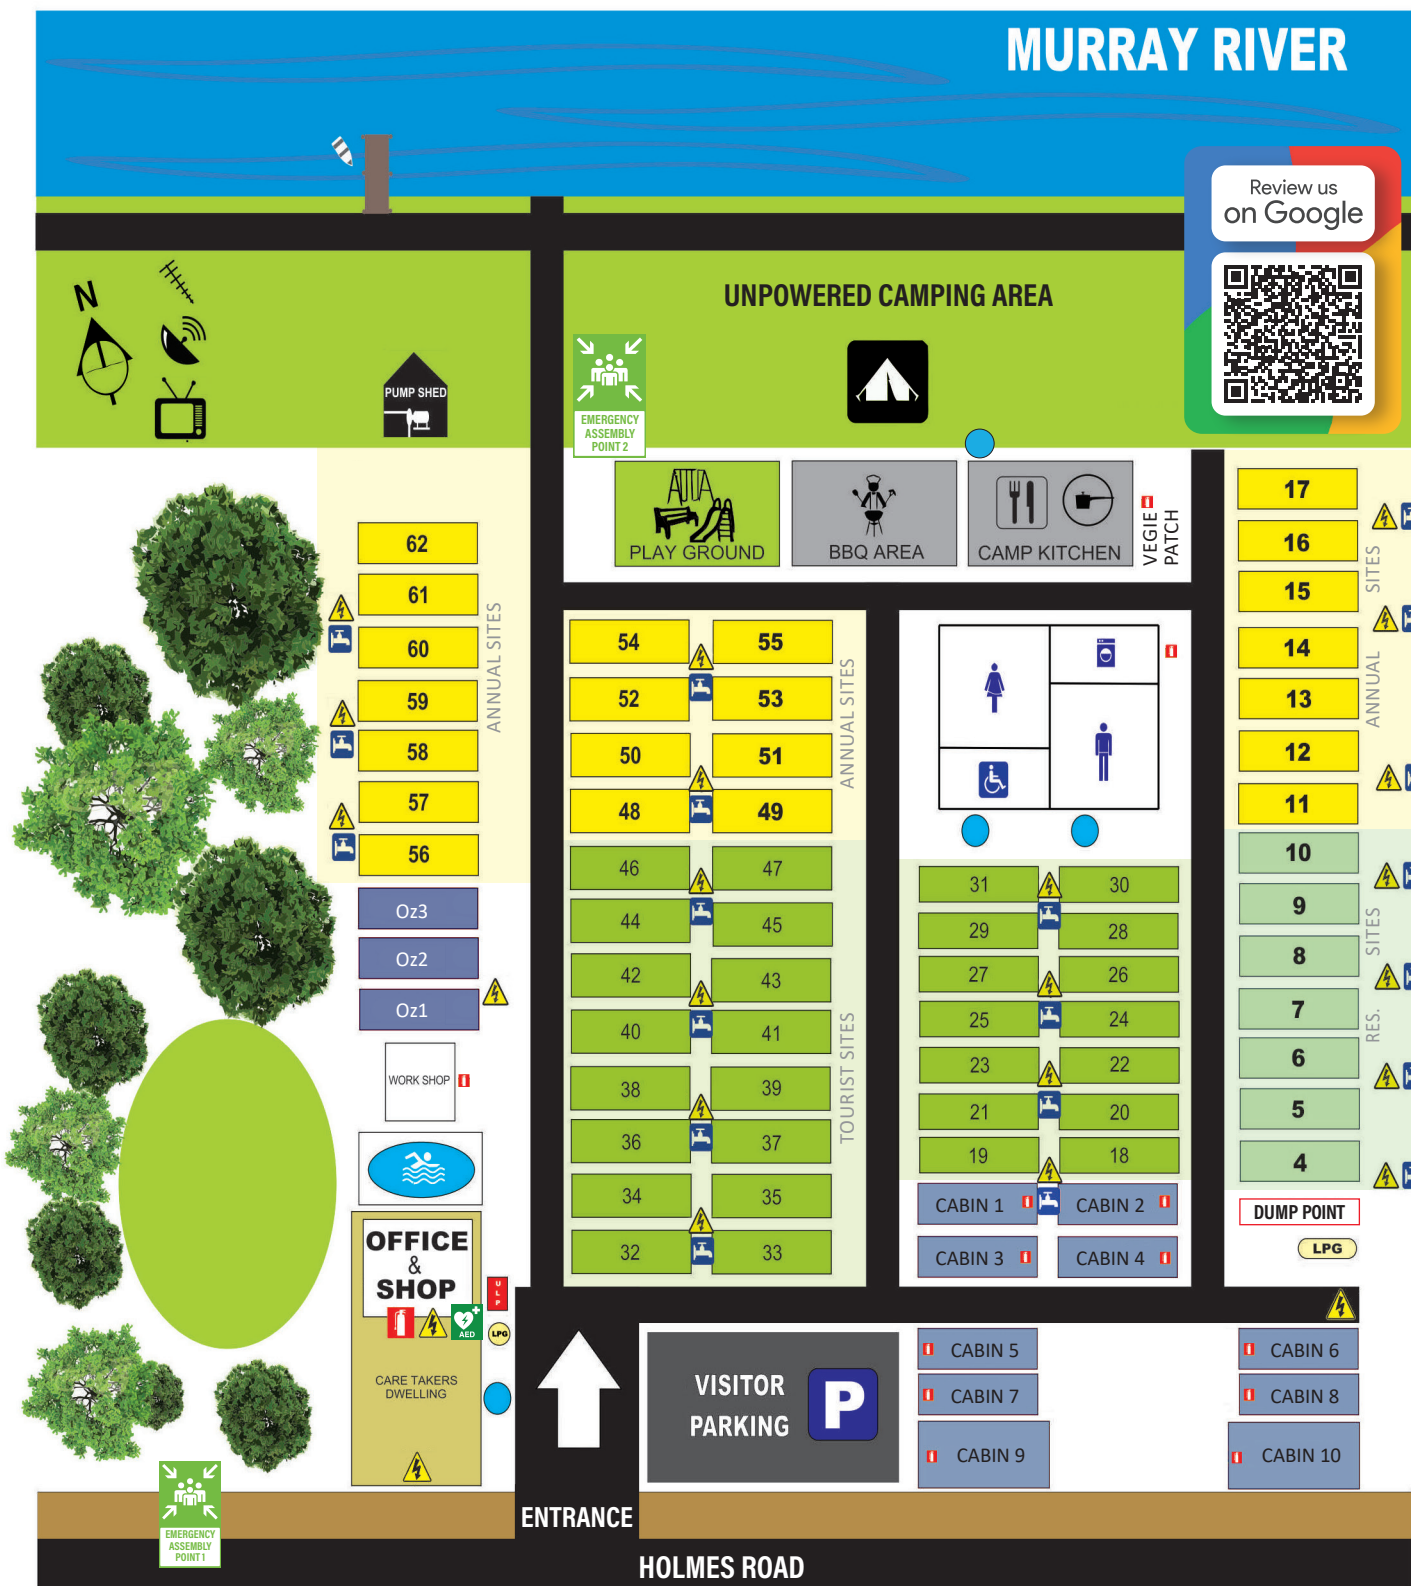 MURRAY RIVER
Review us
on Google
N
UNPOWERED CAMPING AREA
PUMP SHED
EMERGENCY
ASSEMBLY
POINT 2
PLAY GROUND
BBQ AREA
CAMP KITCHEN
VEGIE
PATCH
62
61
60
59
58
57
56
ANNUAL SITES
Oz3
Oz2
Oz1
WORK SHOP
54
55
52
53
50
51
48
49
ANNUAL SITES
46
47
44
45
42
43
40
41
38
39
36
37
34
35
32
33
TOURIST SITES
31
30
29
28
27
26
25
24
23
22
21
20
19
18
CABIN 1
CABIN 2
CABIN 3
CABIN 4
17
16
15
14
13
12
11
ANNUAL SITES
10
9
8
7
6
5
4
RES. SITES
DUMP POINT
LPG
OFFICE
&
SHOP
AED
ULP
LPG
CARE TAKERS
DWELLING
VISITOR
PARKING
P
CABIN 5
CABIN 6
CABIN 7
CABIN 8
CABIN 9
CABIN 10
EMERGENCY
ASSEMBLY
POINT 1
ENTRANCE
HOLMES ROAD